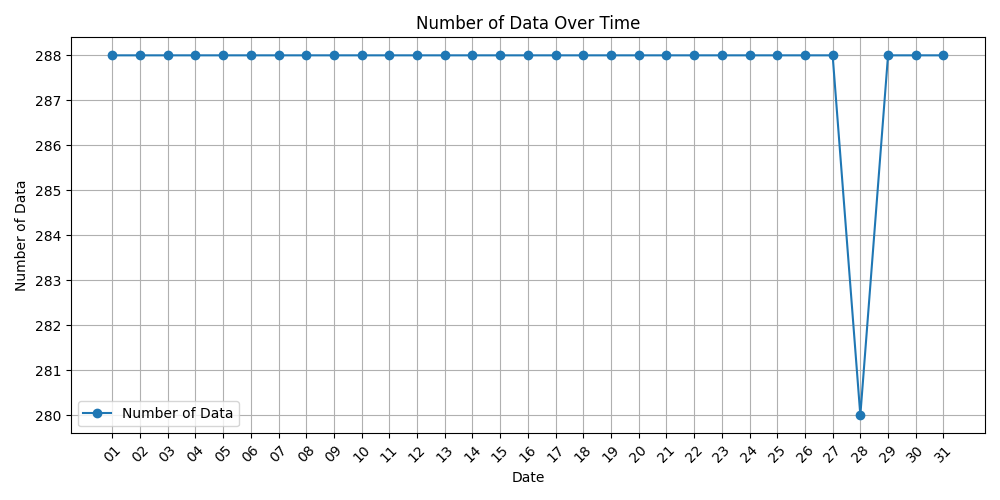 Number of Data Over Time
Number of Data
288
287
286
285
284
283
282
281
280
Number of Data
01 02 03 04 05 06 07 08 09 10 11 12 13 14 15 16 17 18 19 20 21 22 23 24 25 26 27 28 29 30 31
Date